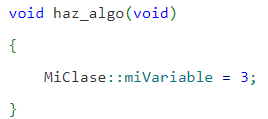 void haz_algo(void)
{
MiClase::miVariable = 3;
}